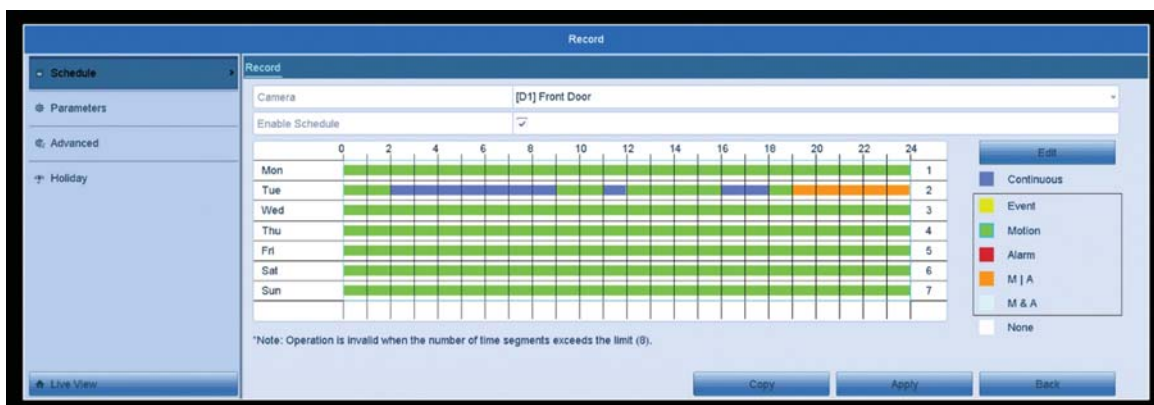 Record
Schedule
Parameters
Advanced
Holiday
Live View
Record
Camera
[D1] Front Door
Enable Schedule
0 2 4 6 8 10 12 14 16 18 20 22 24
Mon 1
Tue 2
Wed 3
Thu 4
Fri 5
Sat 6
Sun 7
Edit
Continuous
Event
Motion
Alarm
M | A
M & A
None
*Note: Operation is invalid when the number of time segments exceeds the limit (8).
Copy
Apply
Back